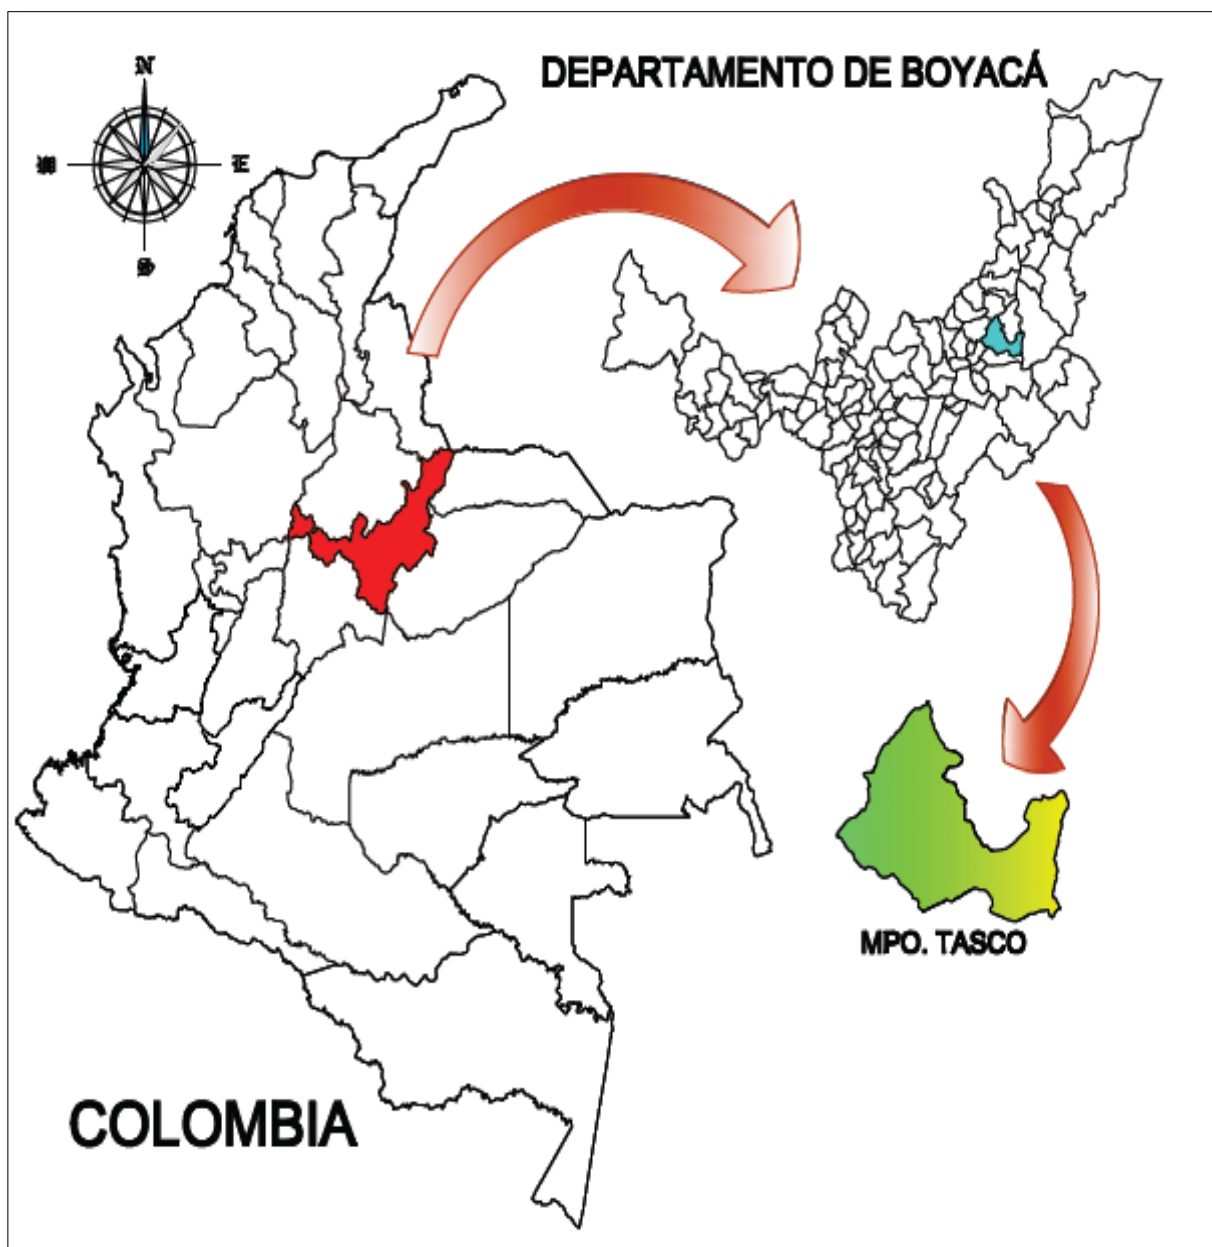 N
DEPARTAMENTO DE BOYACÁ
E
S
MPO. TASCO
COLOMBIA